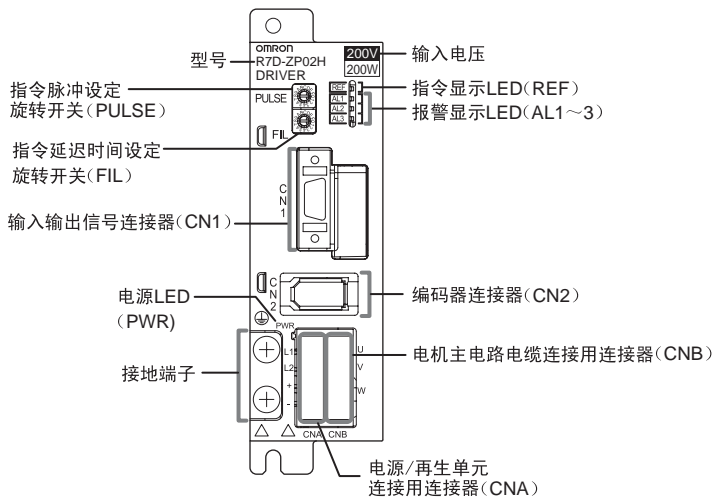 型号
OMRON
R7D-ZP02H
DRIVER
200V
200W
输入电压
指令脉冲设定
旋转开关(PULSE)
PULSE
REF
AL1
AL2
AL3
指令显示LED(REF)
报警显示LED(AL1～3)
指令延迟时间设定
旋转开关(FIL)
FIL
CN1
输入输出信号连接器(CN1)
CN2
编码器连接器(CN2)
电源LED
(PWR)
PWR
接地端子
L1
L2
+
-
U
V
W
电机主电路电缆连接用连接器(CNB)
CNA CNB
电源/再生单元
连接用连接器(CNA)